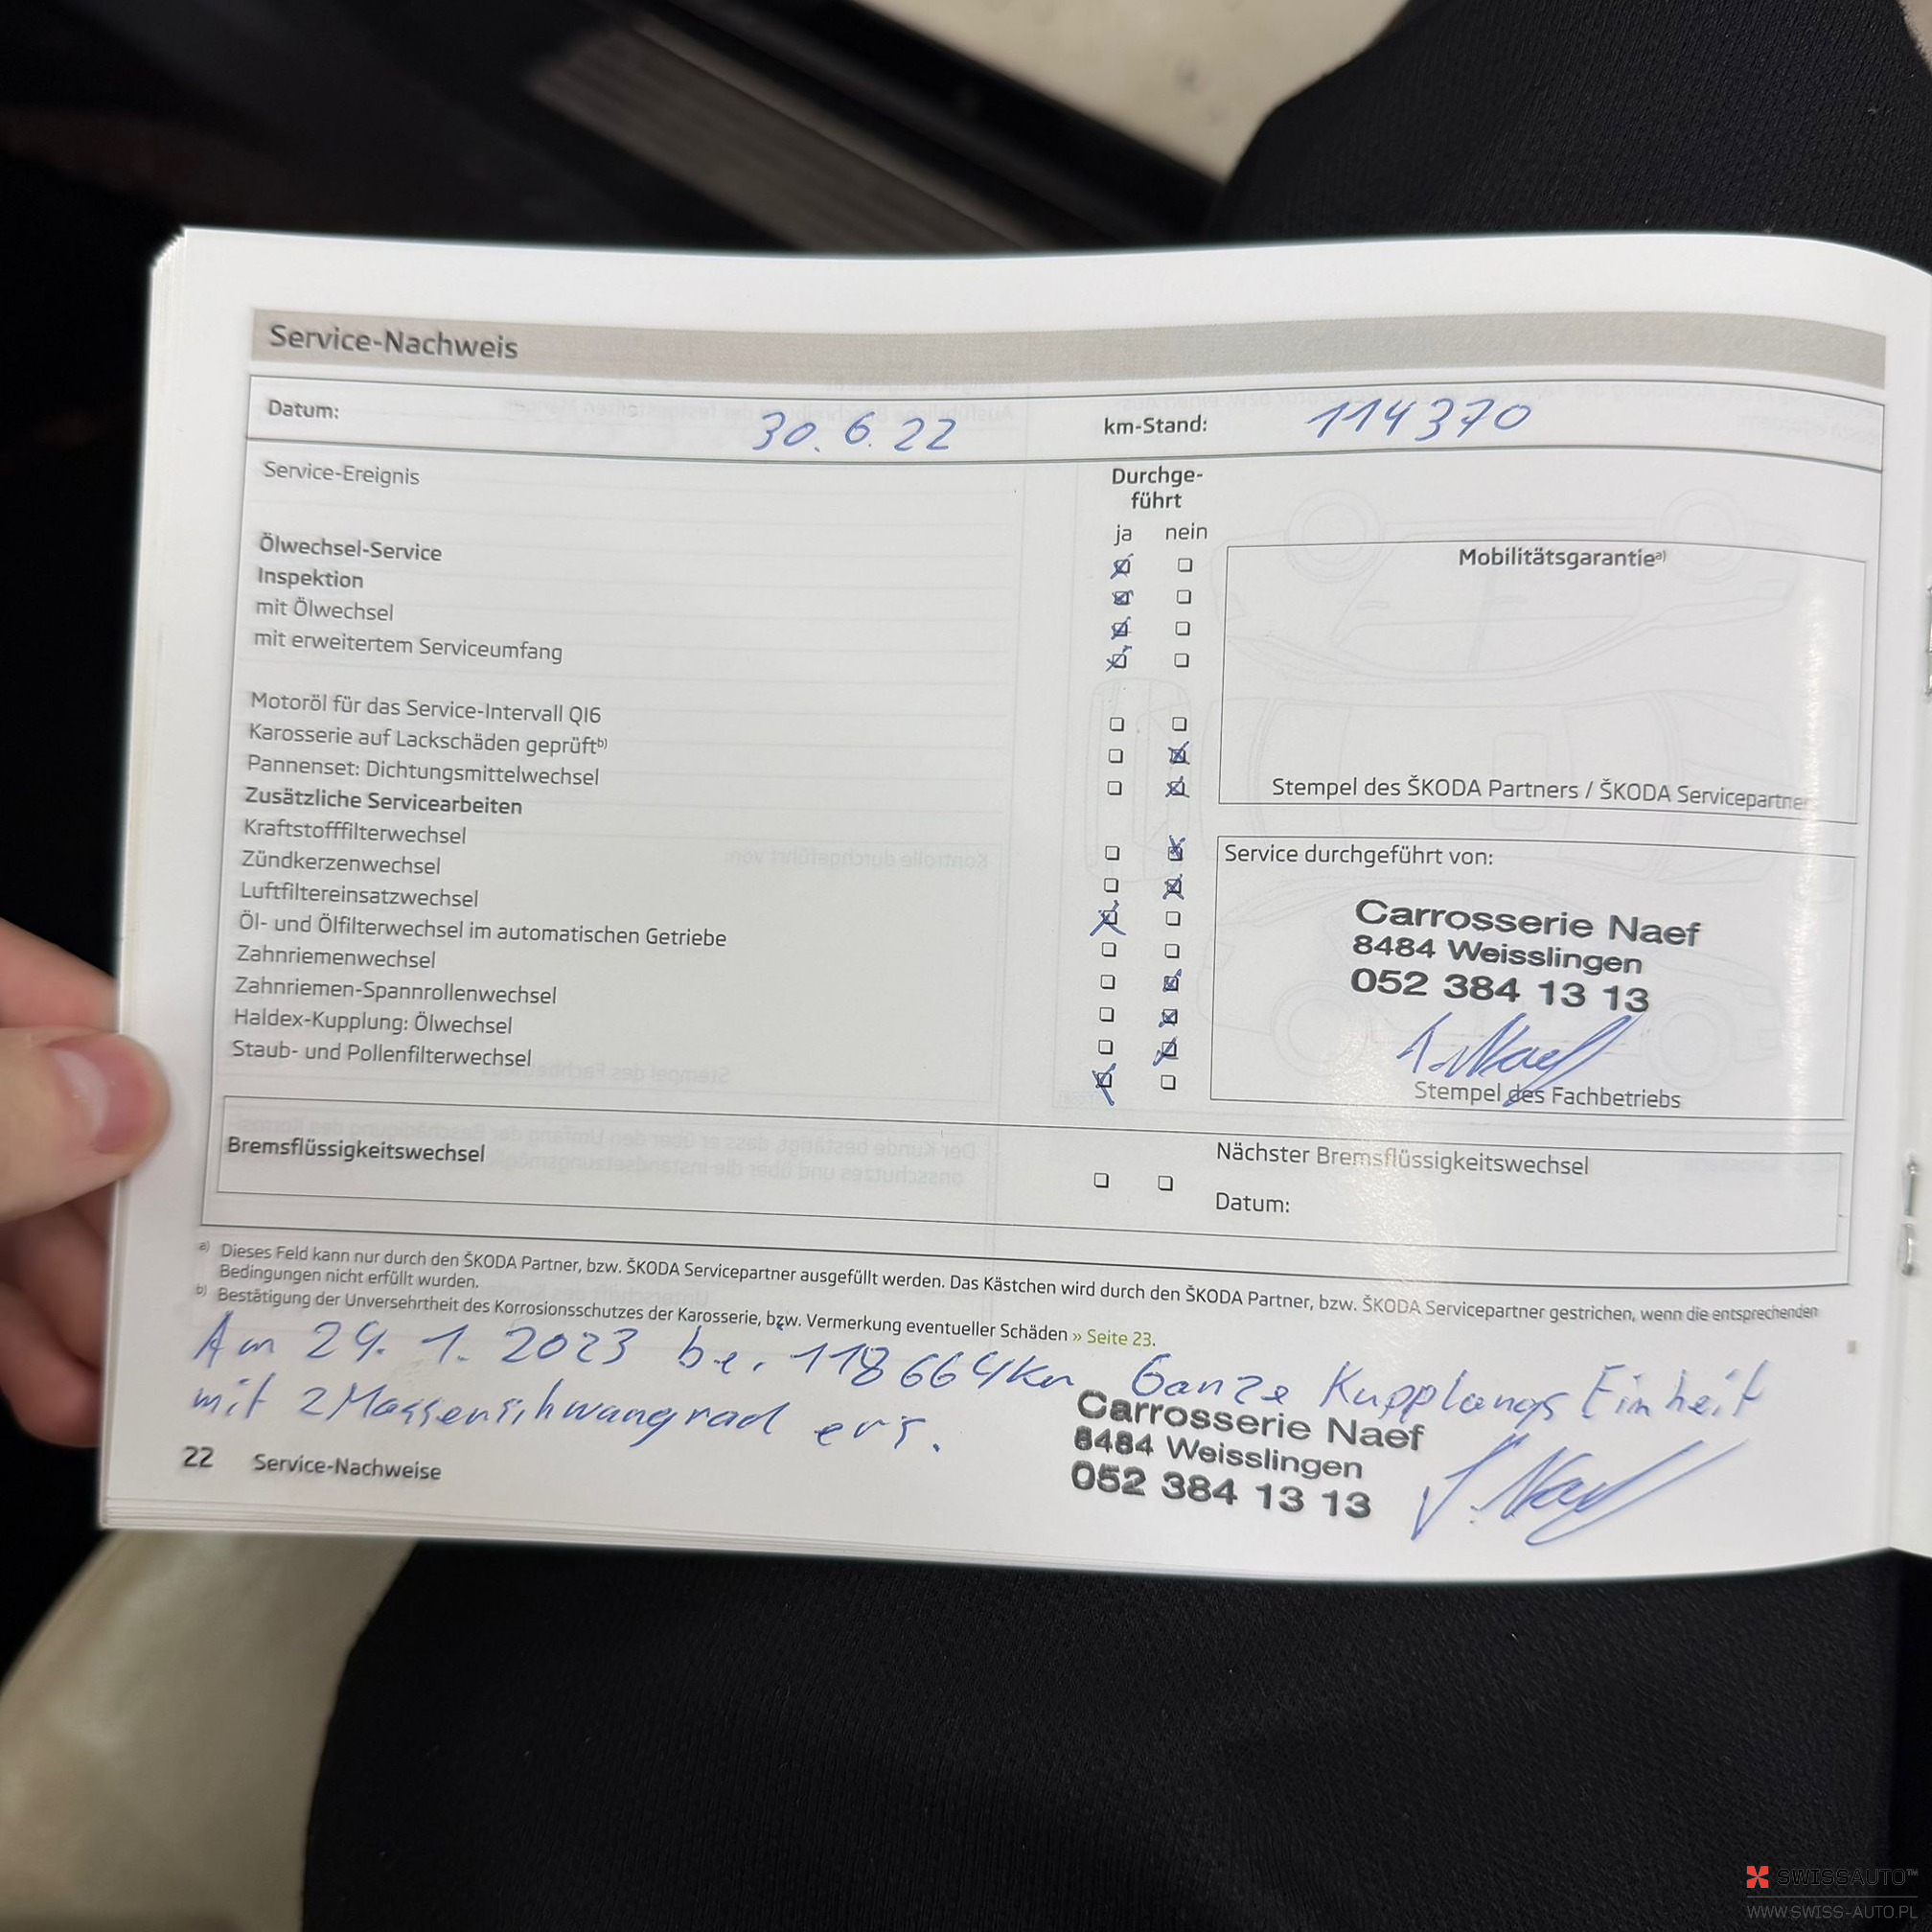 Service-Nachweis
Datum: 30. 6. 22 km-Stand: 114370
Service-Ereignis
Durchge-
führt
ja nein
Ölwechsel-Service
Inspektion
mit Ölwechsel
mit erweitertem Serviceumfang
Motoröl für das Service-Intervall QI6
Karosserie auf Lackschäden geprüft b)
Pannenset: Dichtungsmittelwechsel
Zusätzliche Servicearbeiten
Kraftstofffilterwechsel
Zündkerzenwechsel
Luftfiltereinsatzwechsel
Öl- und Ölfilterwechsel im automatischen Getriebe
Zahnriemenwechsel
Zahnriemen-Spannrollenwechsel
Haldex-Kupplung: Ölwechsel
Staub- und Pollenfilterwechsel
Mobilitätsgarantie a)
Stempel des ŠKODA Partners / ŠKODA Servicepartner
Service durchgeführt von:
Carrosserie Naef
8484 Weisslingen
052 384 13 13
Stempel des Fachbetriebs
Bremsflüssigkeitswechsel
Nächster Bremsflüssigkeitswechsel
Datum:
a) Dieses Feld kann nur durch den ŠKODA Partner, bzw. ŠKODA Servicepartner ausgefüllt werden. Das Kästchen wird durch den ŠKODA Partner, bzw. ŠKODA Servicepartner gestrichen, wenn die entsprechenden
Bedingungen nicht erfüllt wurden.
b) Bestätigung der Unversehrtheit des Korrosionsschutzes der Karosserie, bzw. Vermerkung eventueller Schäden » Seite 23.
Am 24. 1. 2023 bei 118664km Ganze Kupplungs Einheit
mit 2Massenschwungrad ers.
Carrosserie Naef
8484 Weisslingen
052 384 13 13
22 Service-Nachweise
SWISSAUTO™
WWW.SWISS-AUTO.PL